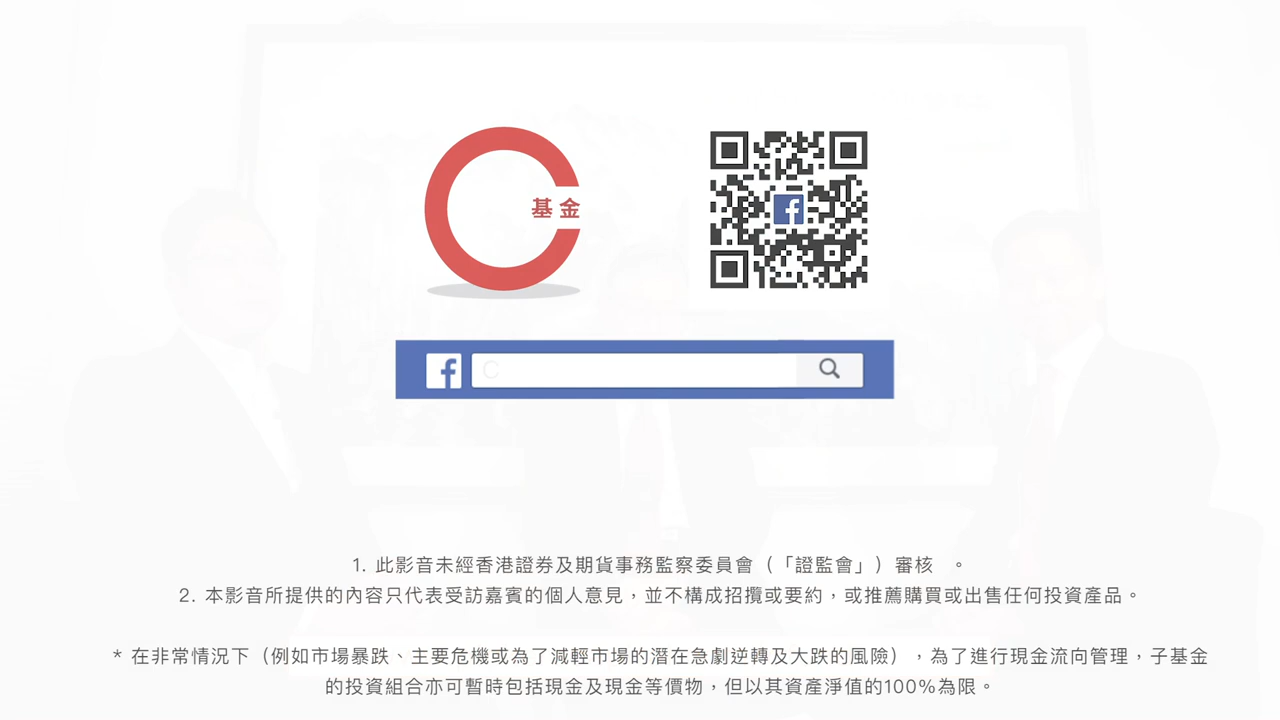 基金
C
1. 此影音未經香港證券及期貨事務監察委員會（「證監會」）審核 。
2. 本影音所提供的內容只代表受訪嘉賓的個人意見，並不構成招攬或要約，或推薦購買或出售任何投資產品。
* 在非常情況下（例如市場暴跌、主要危機或為了減輕市場的潛在急劇逆轉及大跌的風險），為了進行現金流向管理，子基金
的投資組合亦可暫時包括現金及現金等價物，但以其資產淨值的100%為限。